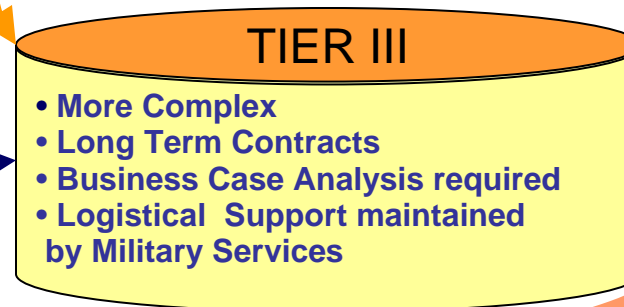 TIER III
• More Complex
• Long Term Contracts
• Business Case Analysis required
• Logistical  Support maintained
by Military Services